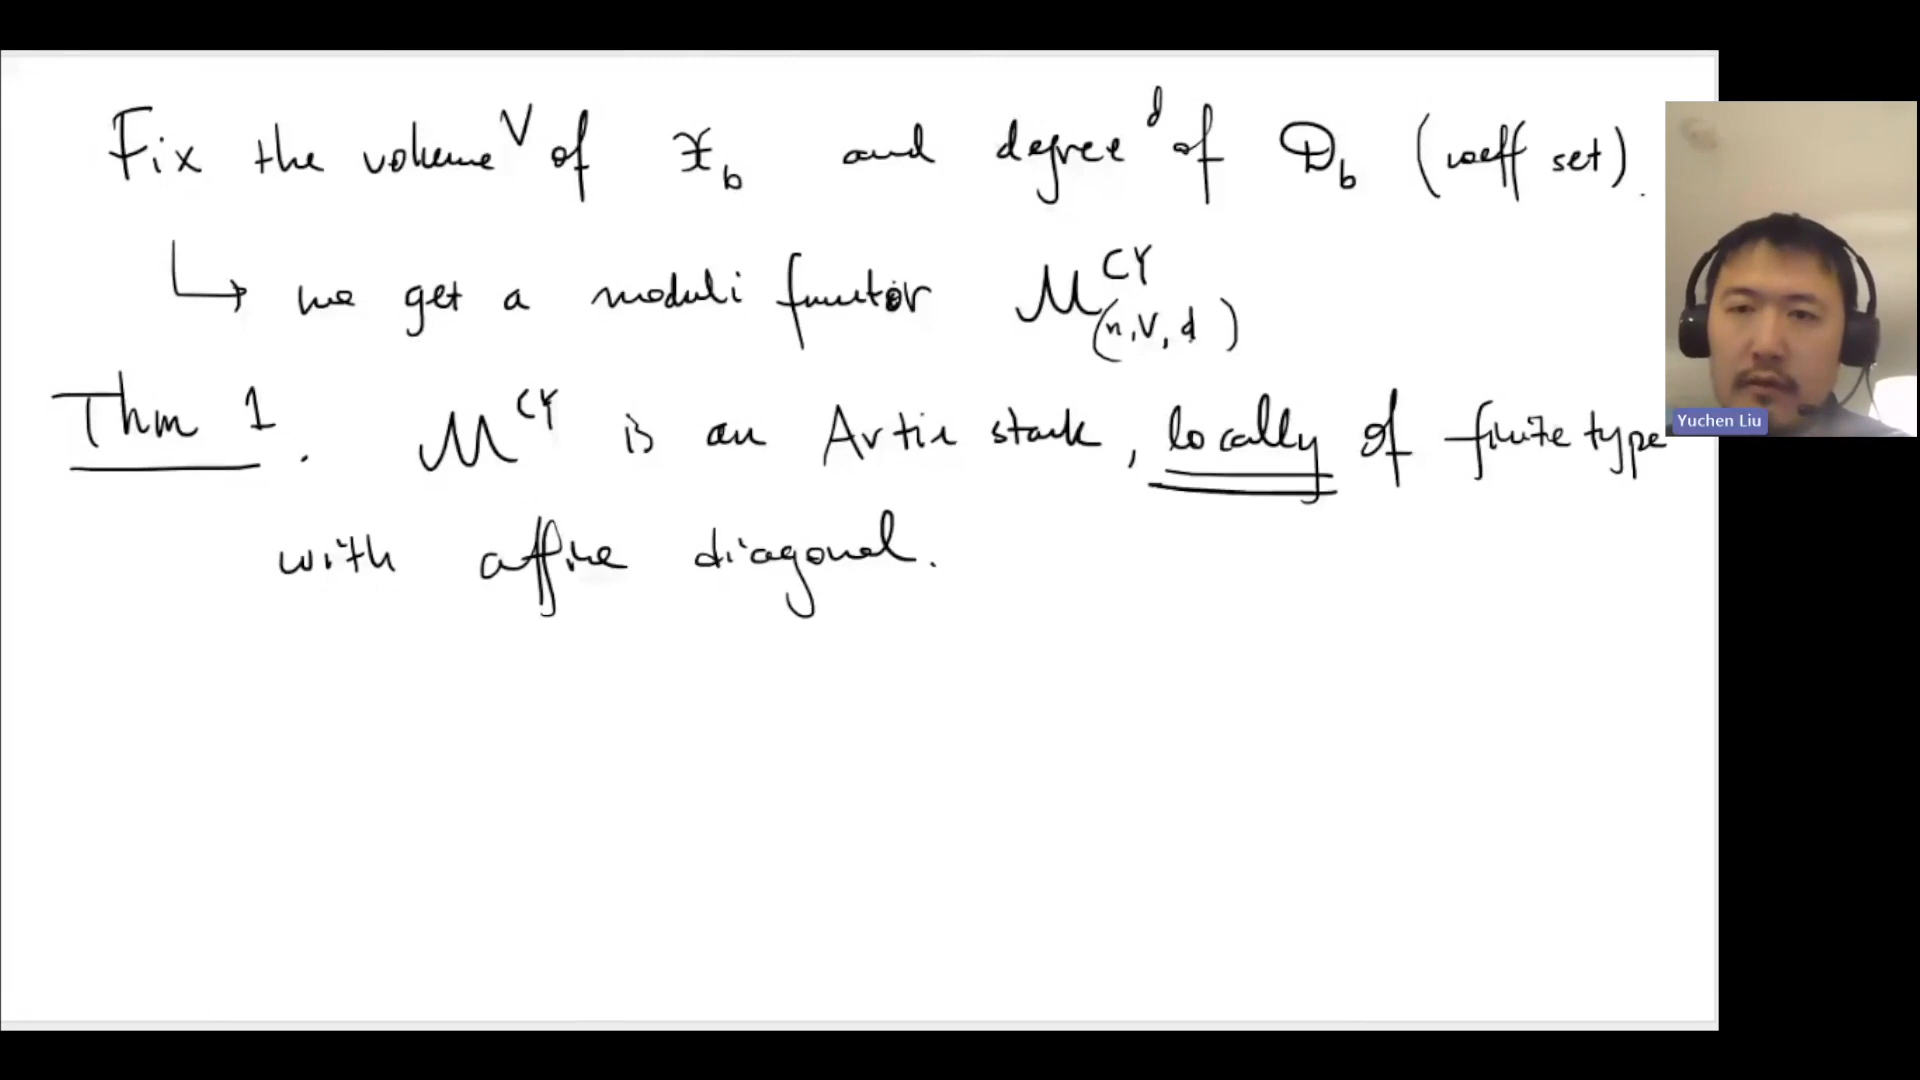 Fix the volume V of 𝔛_b and degree d of 𝔇_b (coeff set).
↳ we get a moduli functor ℳ^{CY}_{(n,V,d)}
Thm 1. ℳ^{CY} is an Artin stack, locally of finite type
with affine diagonal.
Yuchen Liu